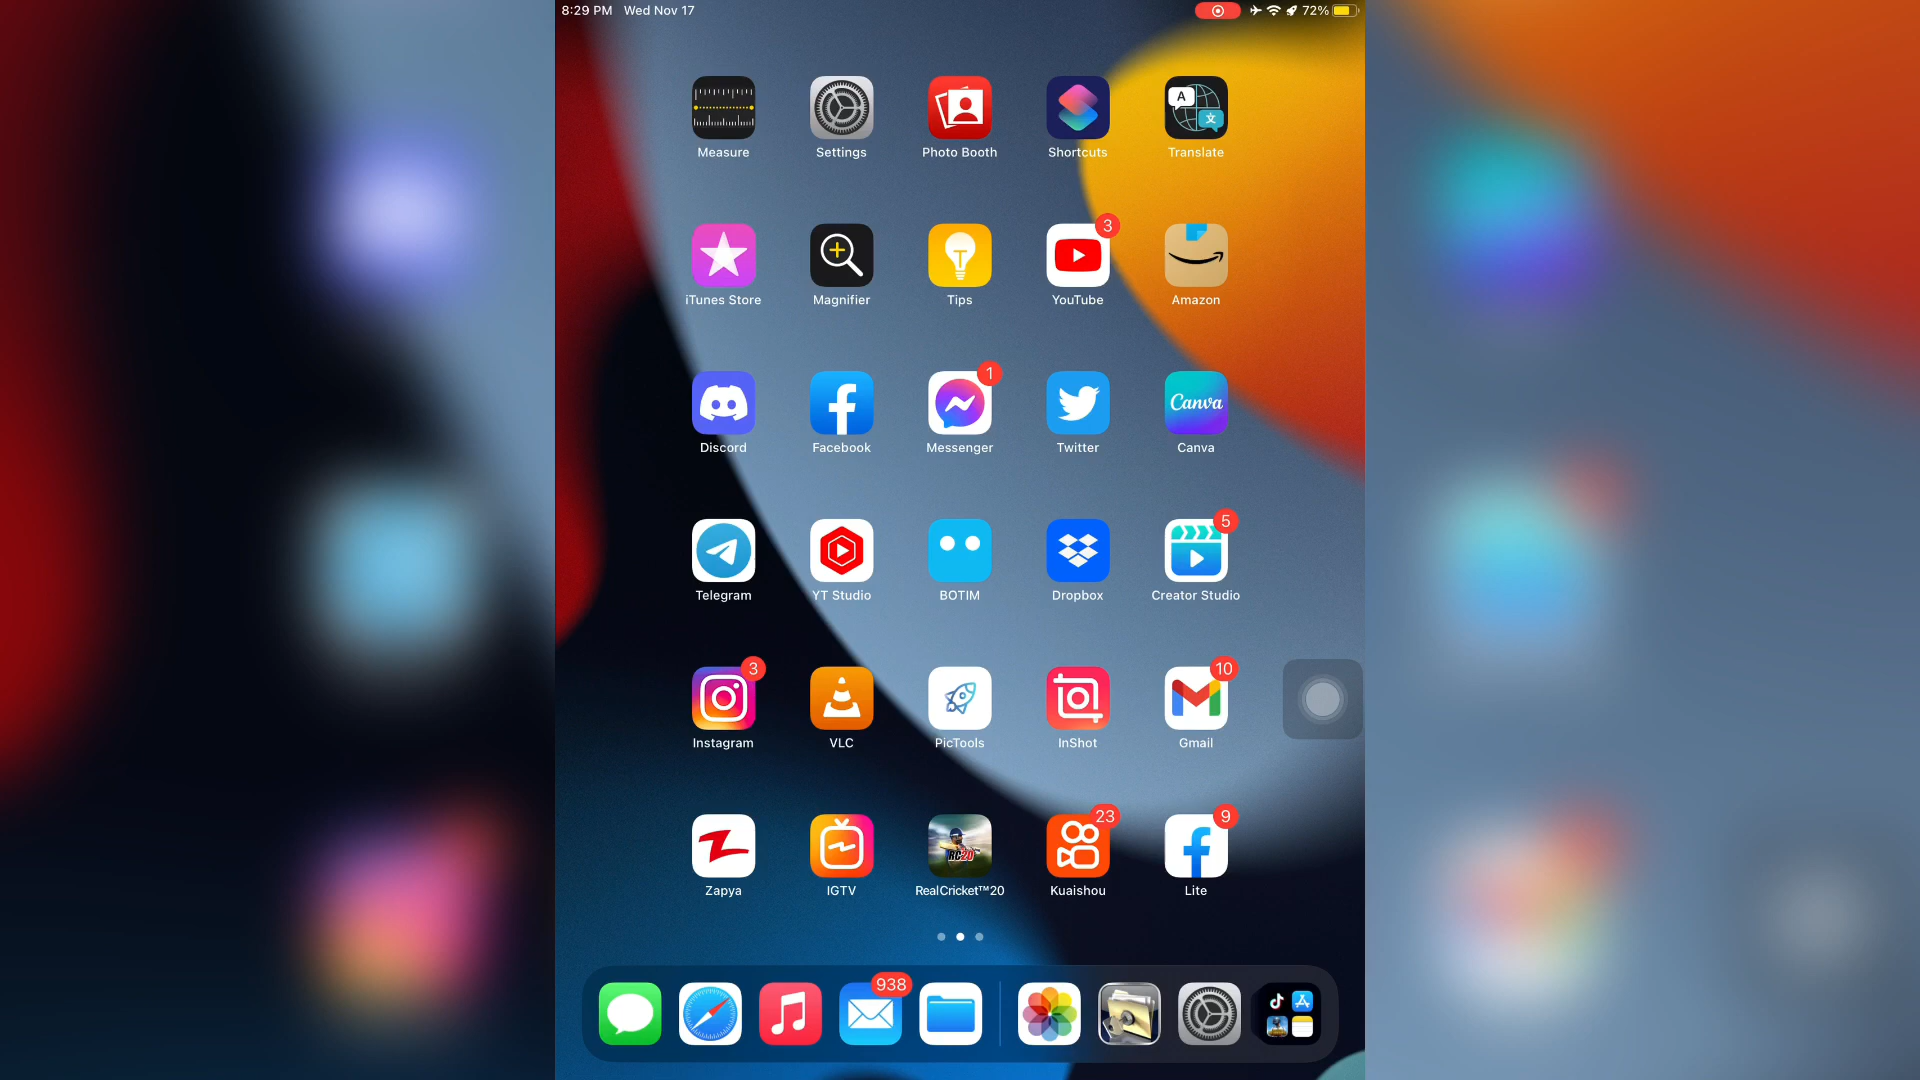 8:29 PM Wed Nov 17 72%
Measure Settings Photo Booth Shortcuts Translate
A 文
3
iTunes Store Magnifier Tips YouTube Amazon
1
Canva
Discord Facebook Messenger Twitter Canva
5
Telegram YT Studio BOTIM Dropbox Creator Studio
3 10
Instagram VLC PicTools InShot Gmail
23 9
RC20
Zapya IGTV RealCricket™20 Kuaishou Lite
938